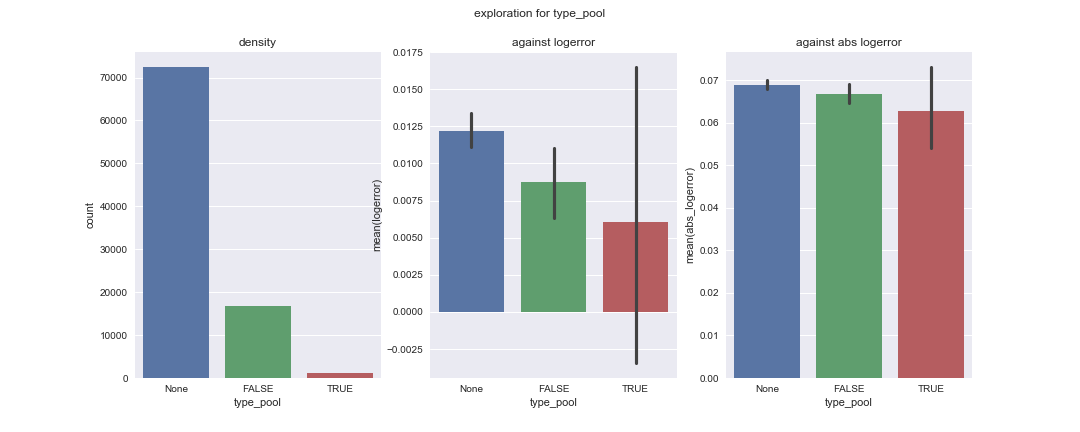 exploration for type_pool
density
70000
60000
50000
40000
30000
20000
10000
0
count
None FALSE TRUE
type_pool
against logerror
0.0175
0.0150
0.0125
0.0100
0.0075
0.0050
0.0025
0.0000
−0.0025
mean(logerror)
None FALSE TRUE
type_pool
against abs logerror
0.07
0.06
0.05
0.04
0.03
0.02
0.01
0.00
mean(abs_logerror)
None FALSE TRUE
type_pool